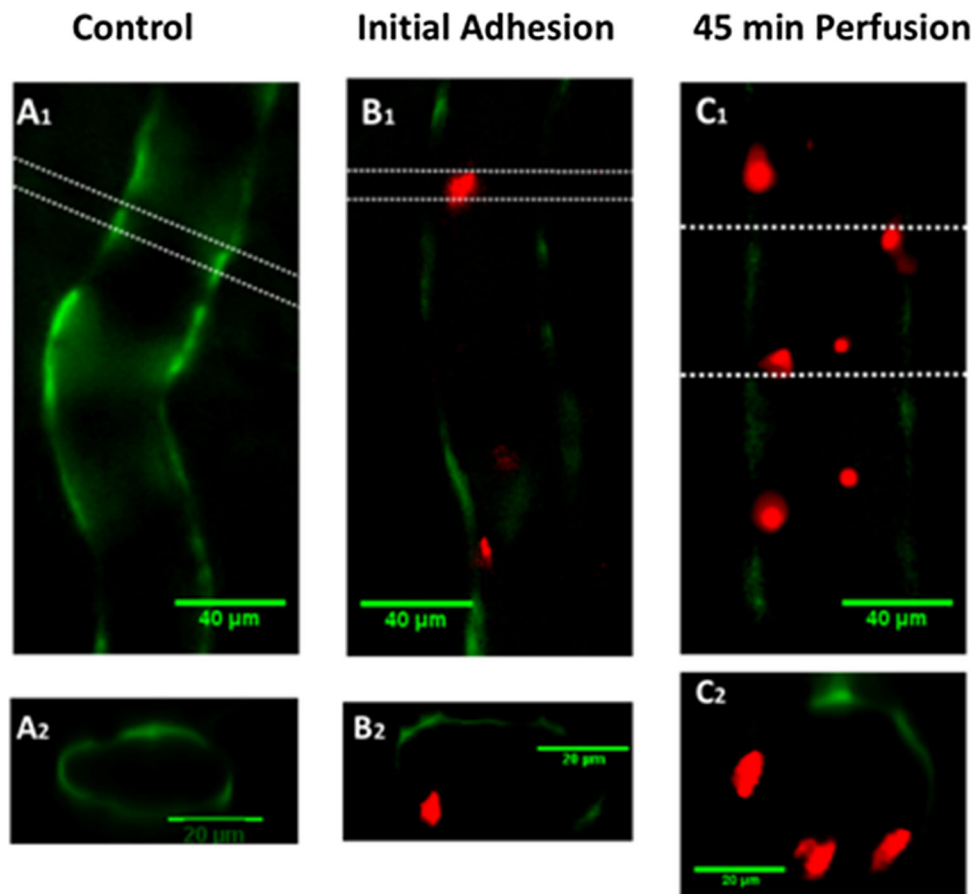 Control Initial Adhesion 45 min Perfusion
A1 B1 C1
40 µm 40 µm 40 µm
A2 B2 C2
20 µm 20 µm 20 µm